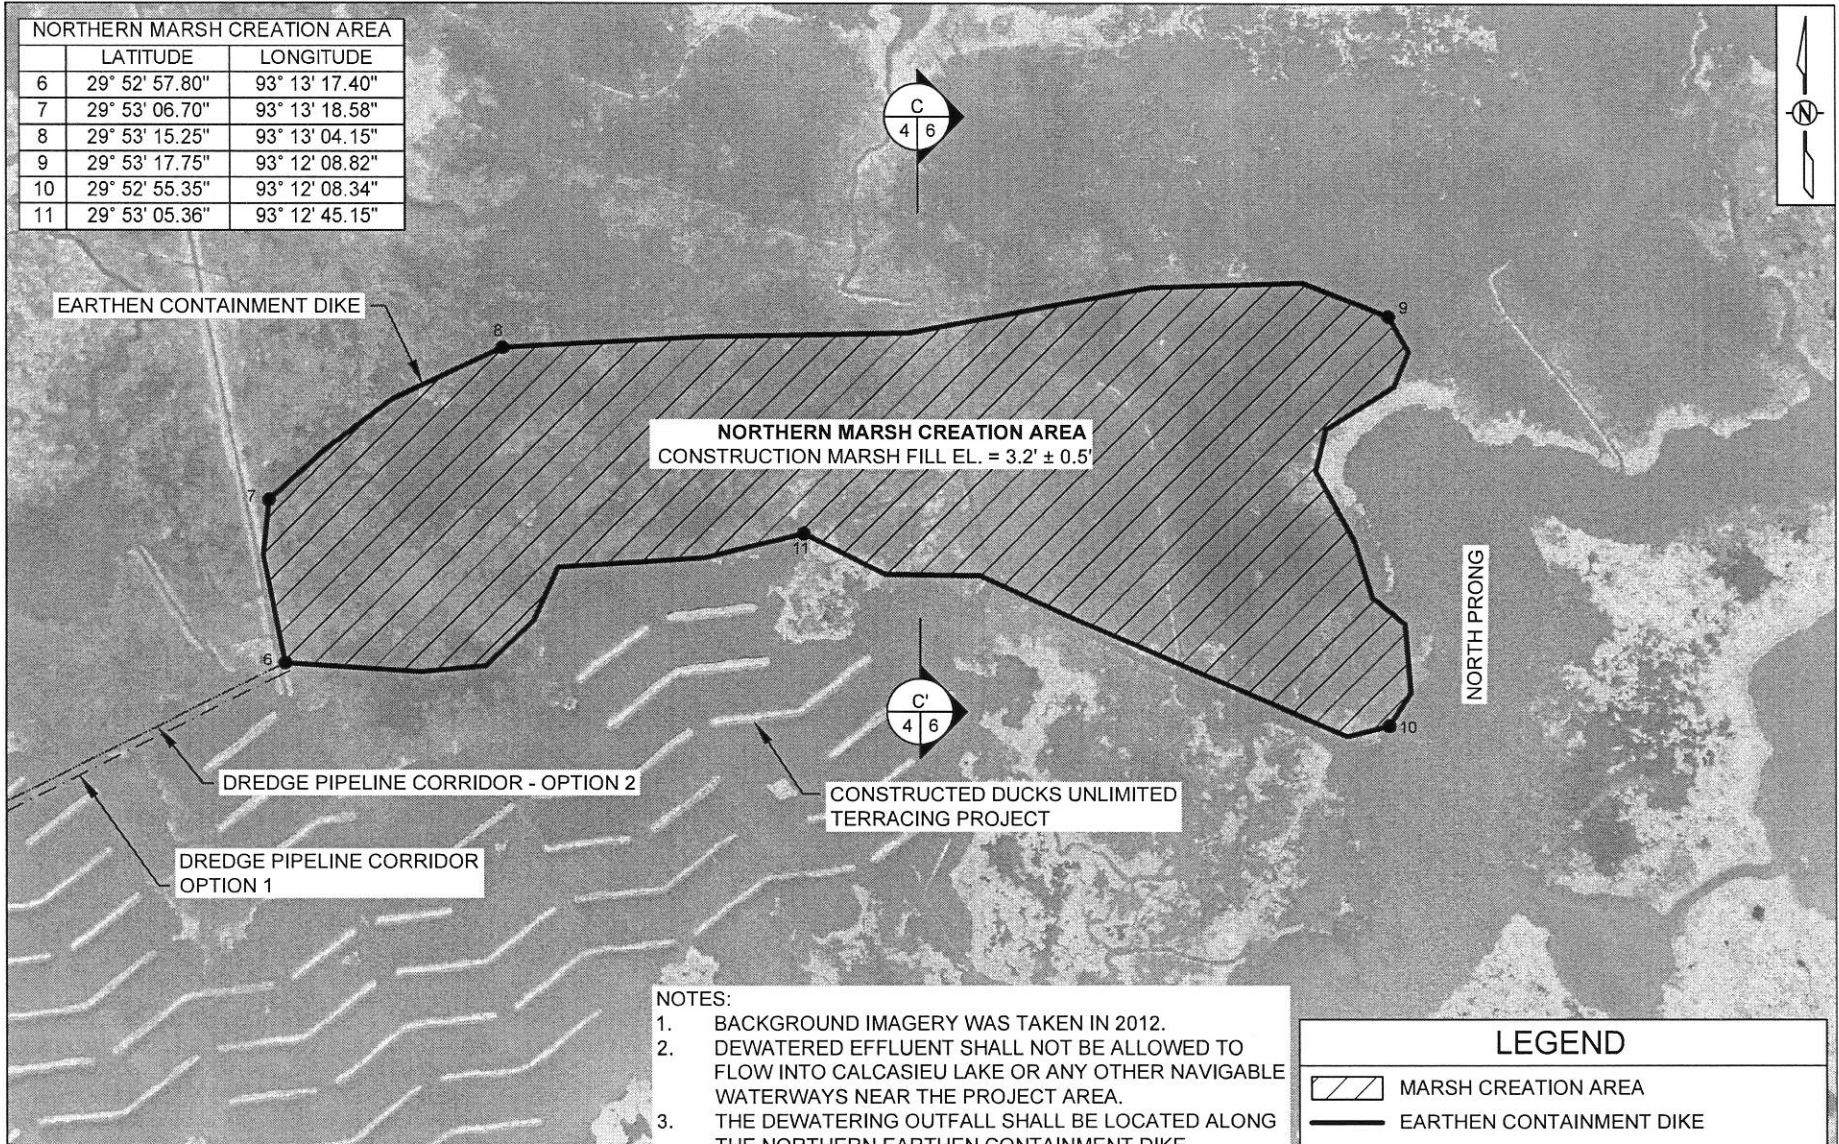 NORTHERN MARSH CREATION AREA
LATITUDE LONGITUDE
6 29° 52' 57.80" 93° 13' 17.40"
7 29° 53' 06.70" 93° 13' 18.58"
8 29° 53' 15.25" 93° 13' 04.15"
9 29° 53' 17.75" 93° 12' 08.82"
10 29° 52' 55.35" 93° 12' 08.34"
11 29° 53' 05.36" 93° 12' 45.15"
N
C
4 6
EARTHEN CONTAINMENT DIKE
8
9
NORTHERN MARSH CREATION AREA
CONSTRUCTION MARSH FILL EL. = 3.2' ± 0.5'
7
11
NORTH PRONG
6
C'
4 6
10
DREDGE PIPELINE CORRIDOR - OPTION 2
CONSTRUCTED DUCKS UNLIMITED
TERRACING PROJECT
DREDGE PIPELINE CORRIDOR
OPTION 1
NOTES:
1. BACKGROUND IMAGERY WAS TAKEN IN 2012.
2. DEWATERED EFFLUENT SHALL NOT BE ALLOWED TO
FLOW INTO CALCASIEU LAKE OR ANY OTHER NAVIGABLE
WATERWAYS NEAR THE PROJECT AREA.
3. THE DEWATERING OUTFALL SHALL BE LOCATED ALONG
THE NORTHERN EARTHEN CONTAINMENT DIKE
LEGEND
MARSH CREATION AREA
EARTHEN CONTAINMENT DIKE